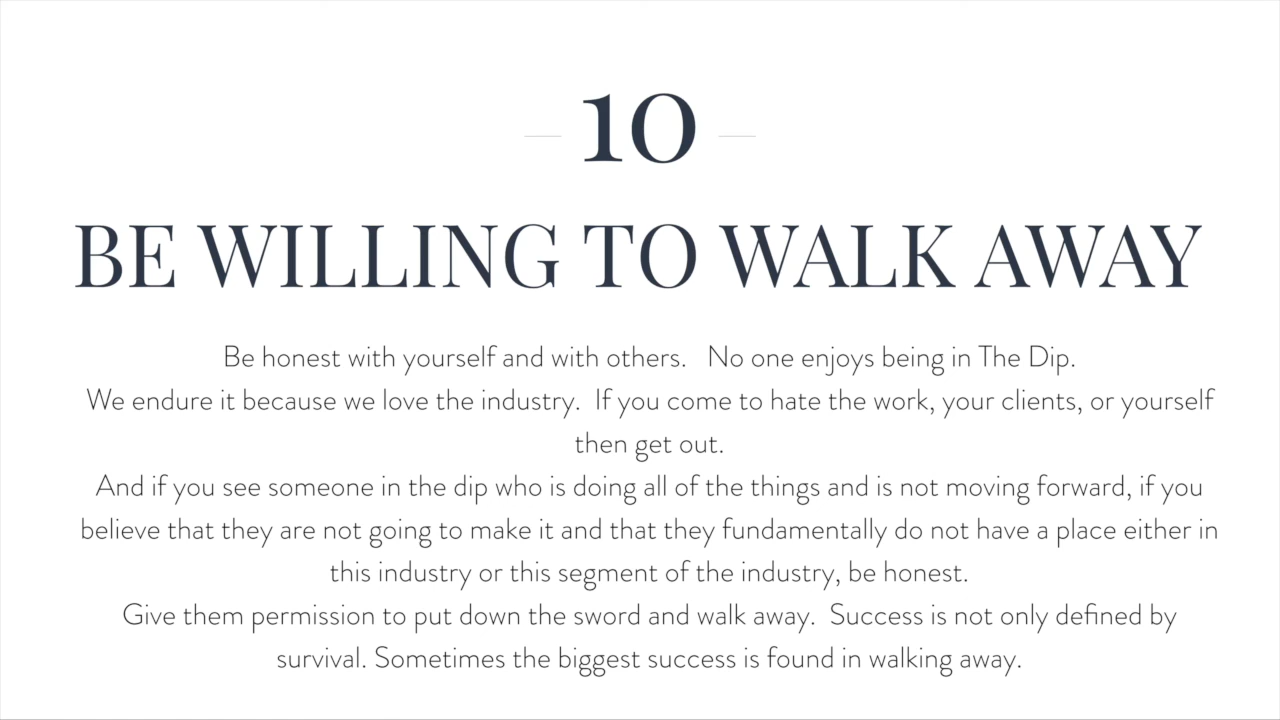 10
BE WILLING TO WALK AWAY
Be honest with yourself and with others.   No one enjoys being in The Dip.
We endure it because we love the industry.  If you come to hate the work, your clients, or yourself
then get out.
And if you see someone in the dip who is doing all of the things and is not moving forward, if you
believe that they are not going to make it and that they fundamentally do not have a place either in
this industry or this segment of the industry, be honest.
Give them permission to put down the sword and walk away.  Success is not only defined by
survival. Sometimes the biggest success is found in walking away.